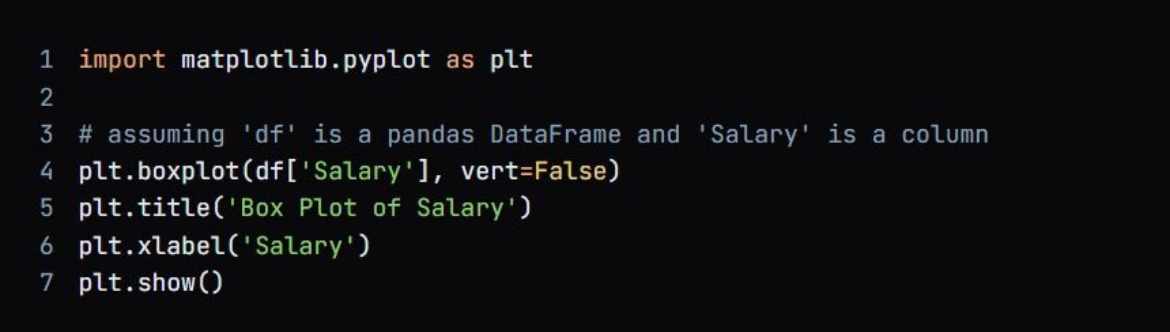 1 import matplotlib.pyplot as plt
2
3 # assuming 'df' is a pandas DataFrame and 'Salary' is a column
4 plt.boxplot(df['Salary'], vert=False)
5 plt.title('Box Plot of Salary')
6 plt.xlabel('Salary')
7 plt.show()